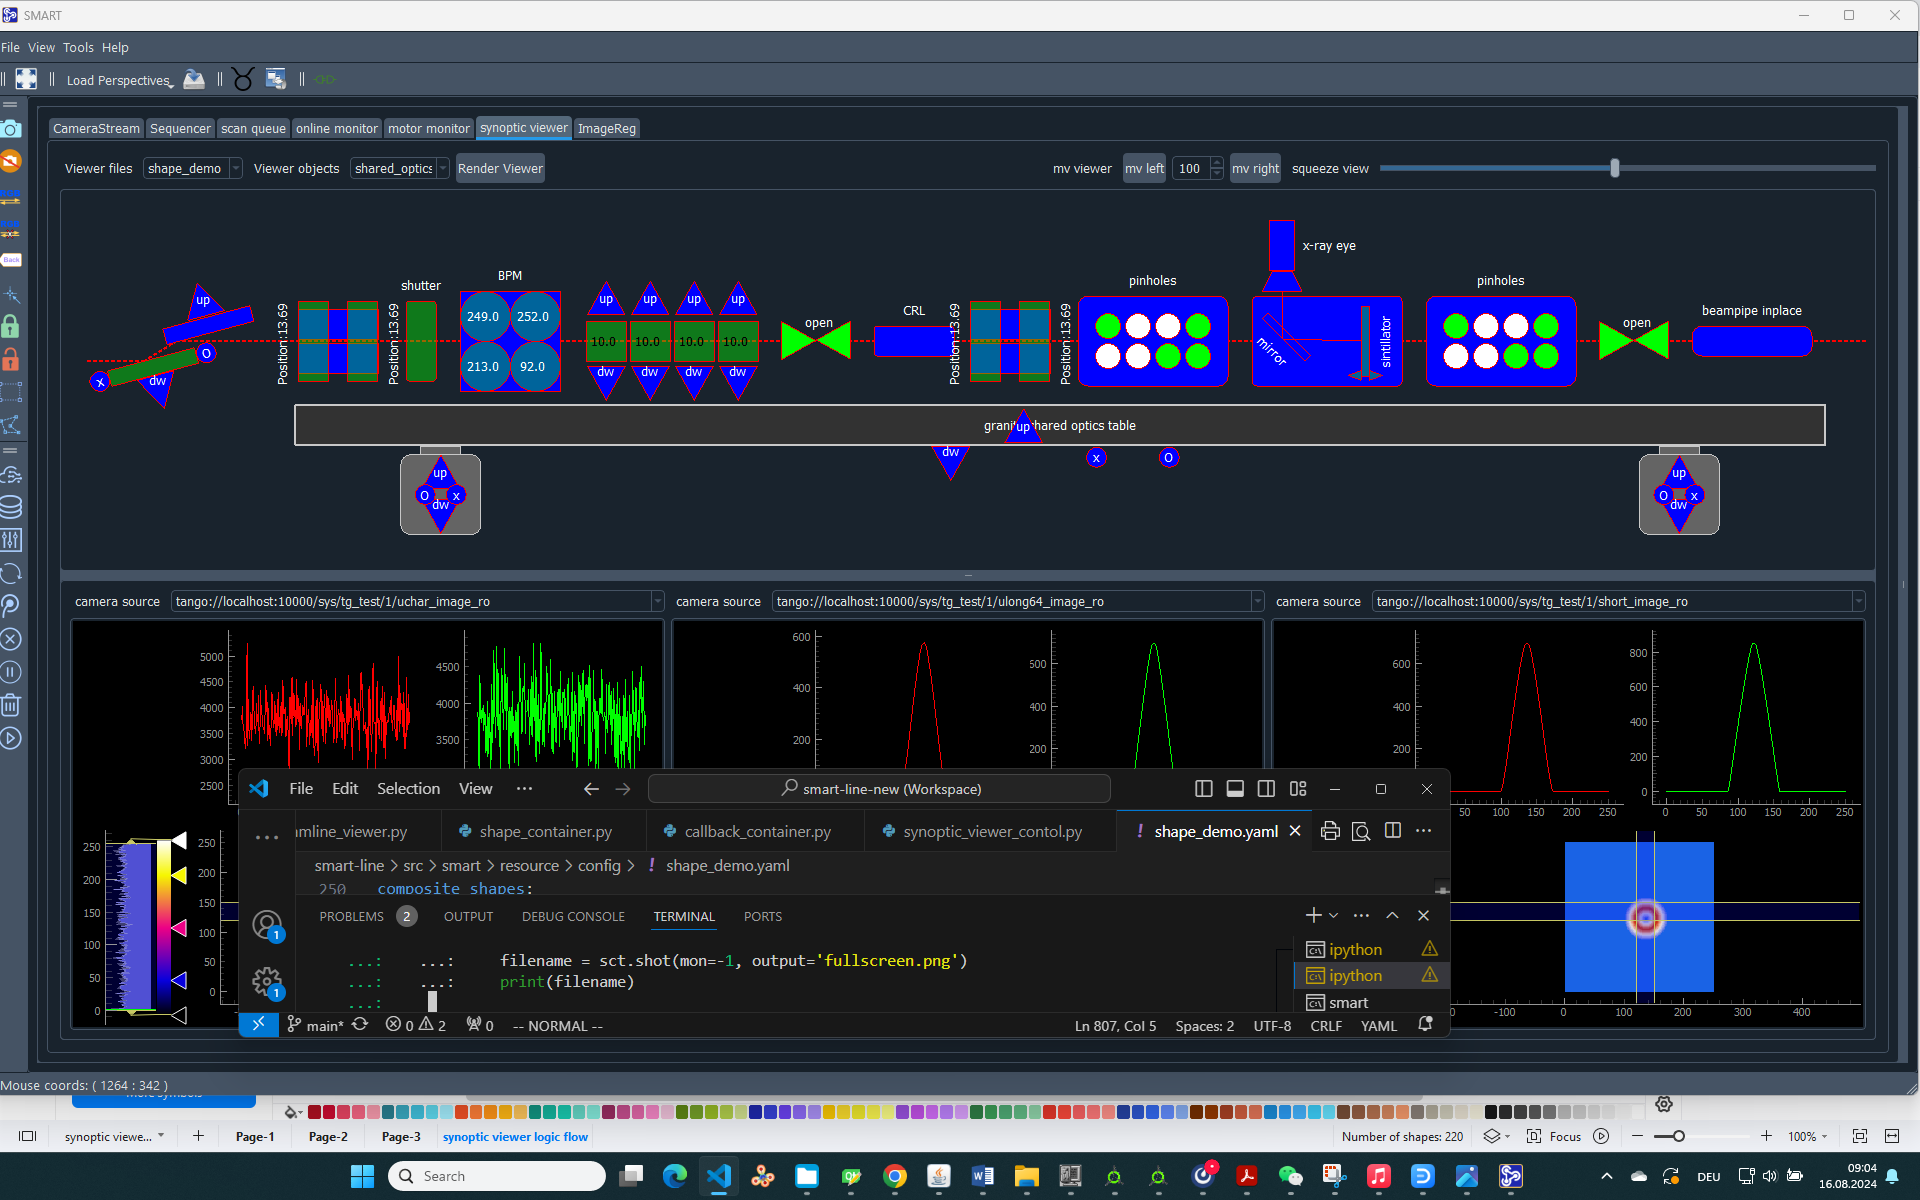 SMART
File View Tools Help
Load Perspectives
CameraStream Sequencer scan queue online monitor motor monitor synoptic viewer ImageReg
Viewer files shape_demo Viewer objects shared_optics Render Viewer mv viewer mv left 100 mv right squeeze view
Back
x-ray eye
BPM
pinholes
pinholes
shutter
up
up
up
up
up
CRL
open
open
beampipe inplace
Position:13.69
Position:13.69
Position:13.69
Position:13.69
249.0 252.0
213.0 92.0
10.0 10.0 10.0 10.0
dw dw dw dw
mirror
sintillator
O
x
dw
up
dw
x O
up
O x
dw
up
O x
dw
camera source tango://localhost:10000/sys/tg_test/1/uchar_image_ro
camera source tango://localhost:10000/sys/tg_test/1/ulong64_image_ro
camera source tango://localhost:10000/sys/tg_test/1/short_image_ro
5000
4500
4000
3500
3000
2500
4500
4000
3500
600
400
200
500
400
300
200
600
400
200
800
600
400
200
0
50 100 150 200 250
0 50 100 150 200 250
250
200
150
100
50
0
250
200
150
100
50
0
-100 0 100 200 300 400
File Edit Selection View ... smart-line-new (Workspace)
amline_viewer.py shape_container.py callback_container.py synoptic_viewer_contol.py ! shape_demo.yaml
smart-line > src > smart > resource > config > ! shape_demo.yaml
250 composite_shapes:
PROBLEMS 2 OUTPUT DEBUG CONSOLE TERMINAL PORTS
...: ...: filename = sct.shot(mon=-1, output='fullscreen.png')
...: ...: print(filename)
...:
ipython
ipython
smart
1
1
main* 0 2 0 -- NORMAL -- Ln 807, Col 5 Spaces: 2 UTF-8 CRLF YAML
Mouse coords: ( 1264 : 342 )
synoptic viewe... Page-1 Page-2 Page-3 synoptic viewer logic flow Number of shapes: 220 Focus 100%
Search
DEU
09:04
16.08.2024